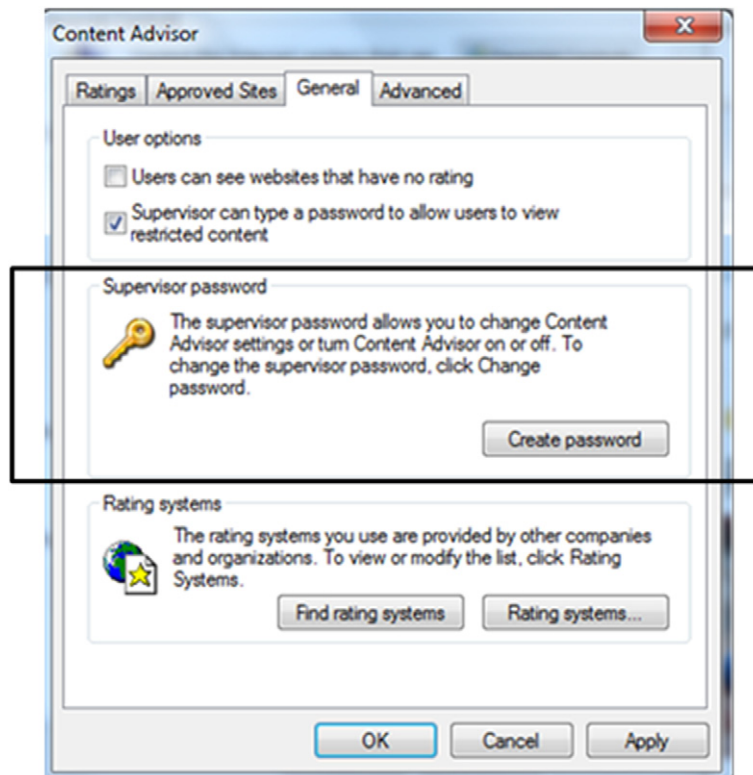 Content Advisor
Ratings Approved Sites General Advanced
User options
Users can see websites that have no rating
Supervisor can type a password to allow users to view
restricted content
Supervisor password
The supervisor password allows you to change Content
Advisor settings or turn Content Advisor on or off. To
change the supervisor password, click Change
password.
Create password
Rating systems
The rating systems you use are provided by other companies
and organizations. To view or modify the list, click Rating
Systems.
Find rating systems Rating systems...
OK Cancel Apply